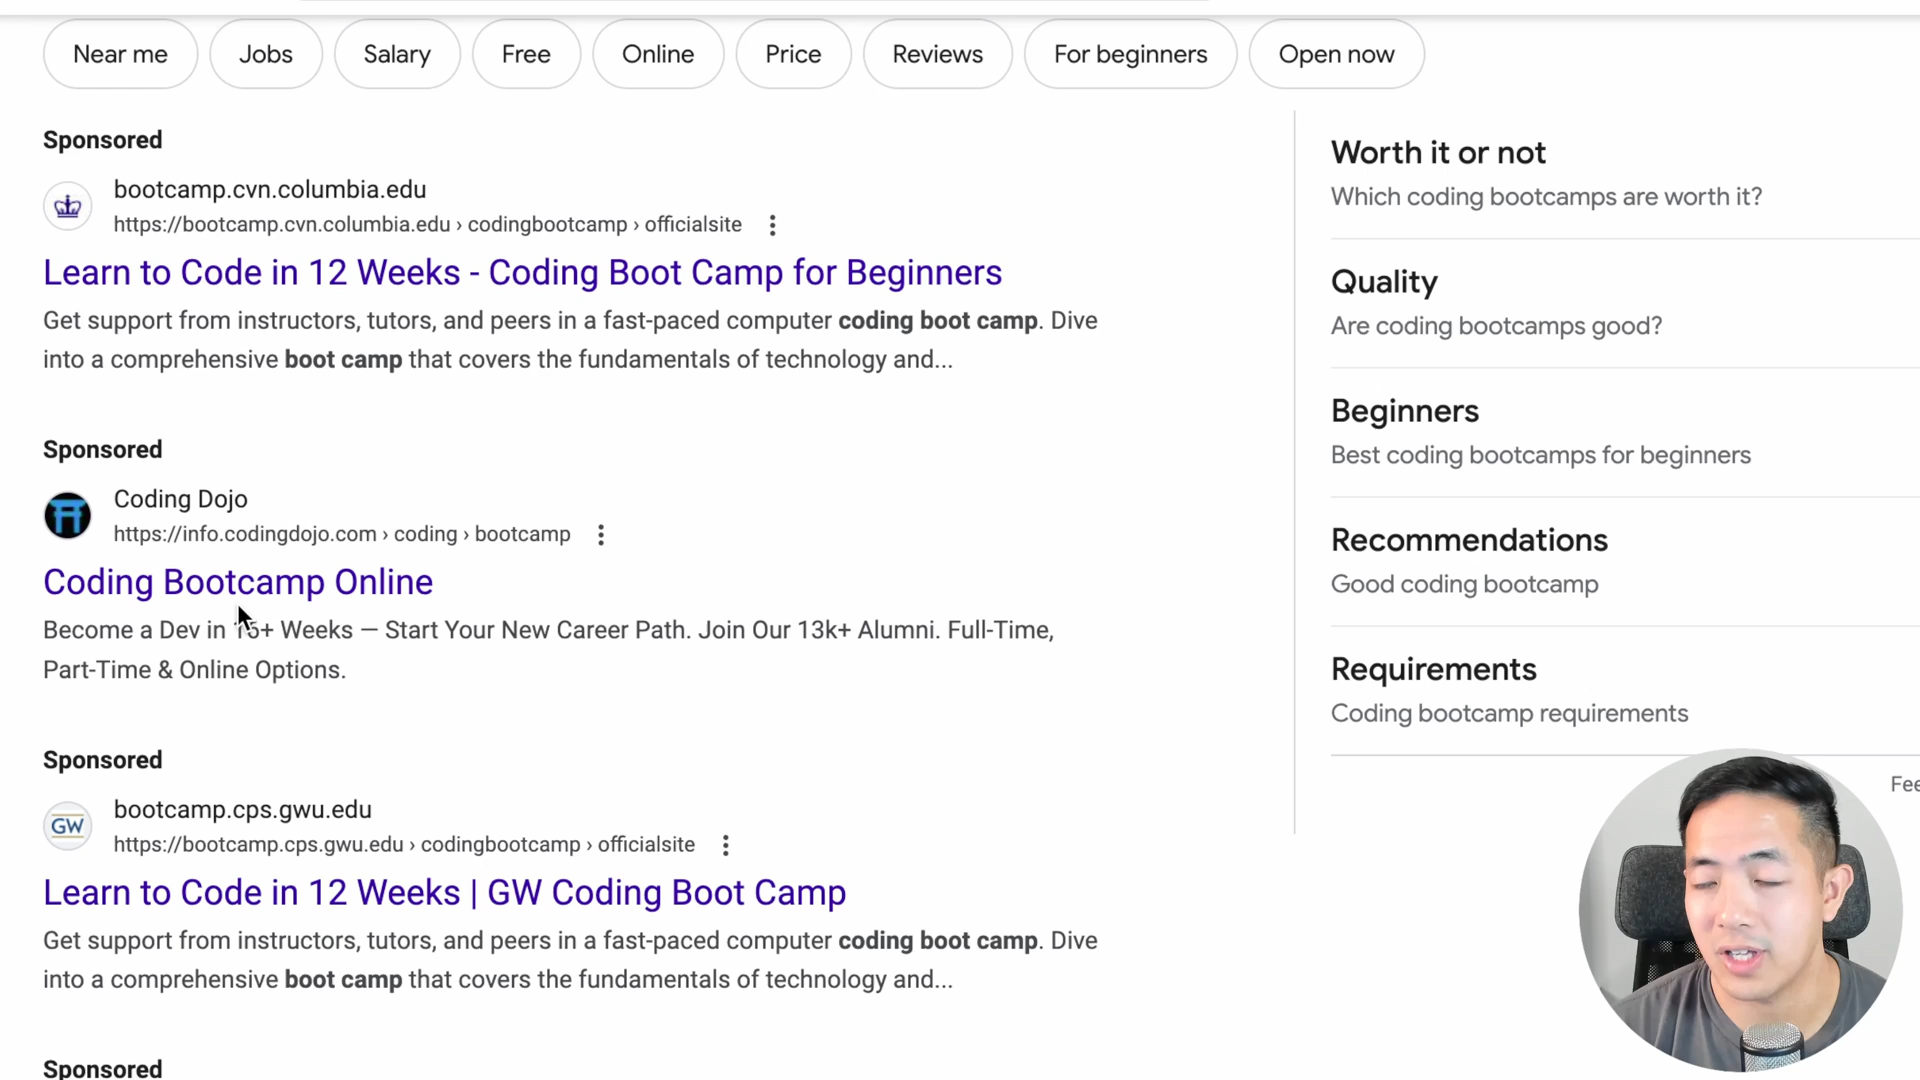 Near me
Jobs
Salary
Free
Online
Price
Reviews
For beginners
Open now
Sponsored
bootcamp.cvn.columbia.edu
https://bootcamp.cvn.columbia.edu › codingbootcamp › officialsite
Learn to Code in 12 Weeks - Coding Boot Camp for Beginners
Get support from instructors, tutors, and peers in a fast-paced computer coding boot camp. Dive
into a comprehensive boot camp that covers the fundamentals of technology and...
Sponsored
Coding Dojo
https://info.codingdojo.com › coding › bootcamp
Coding Bootcamp Online
Become a Dev in Weeks — Start Your New Career Path. Join Our 13k+ Alumni. Full-Time,
Part-Time & Online Options.
Sponsored
GW
bootcamp.cps.gwu.edu
https://bootcamp.cps.gwu.edu › codingbootcamp › officialsite
Learn to Code in 12 Weeks | GW Coding Boot Camp
Get support from instructors, tutors, and peers in a fast-paced computer coding boot camp. Dive
into a comprehensive boot camp that covers the fundamentals of technology and...
Sponsored
Worth it or not
Which coding bootcamps are worth it?
Quality
Are coding bootcamps good?
Beginners
Best coding bootcamps for beginners
Recommendations
Good coding bootcamp
Requirements
Coding bootcamp requirements
Fee